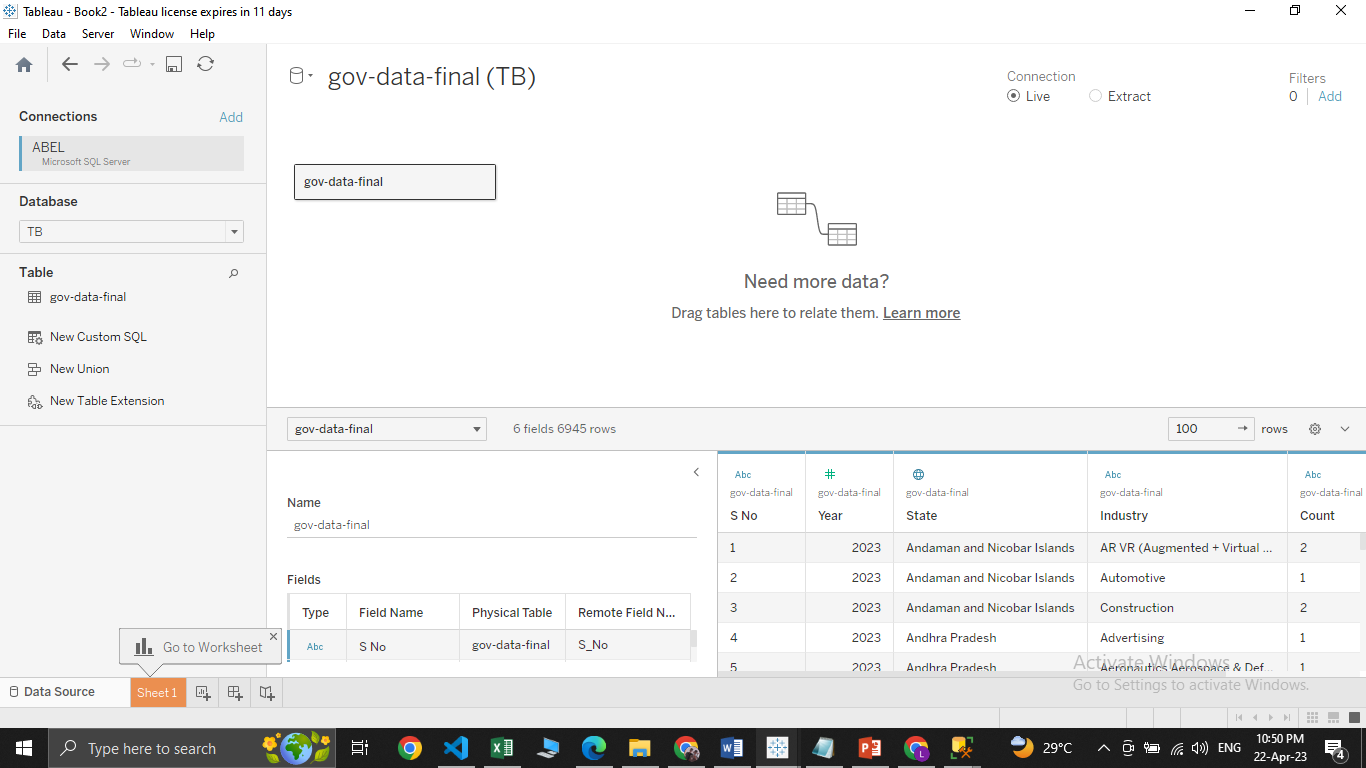 Tableau - Book2 - Tableau license expires in 11 days
File Data Server Window Help
Connections Add
ABEL
Microsoft SQL Server
Database
TB
Table
gov-data-final
New Custom SQL
New Union
New Table Extension
gov-data-final (TB)
Connection
Live Extract
Filters
0 Add
gov-data-final
Need more data?
Drag tables here to relate them. Learn more
gov-data-final 6 fields 6945 rows 100 rows
Name
gov-data-final
Fields
Type Field Name Physical Table Remote Field N...
Abc S No gov-data-final S_No
Abc # Abc Abc
gov-data-final gov-data-final gov-data-final gov-data-final gov-data-final
S No Year State Industry Count
1 2023 Andaman and Nicobar Islands AR VR (Augmented + Virtual ... 2
2 2023 Andaman and Nicobar Islands Automotive 1
3 2023 Andaman and Nicobar Islands Construction 2
4 2023 Andhra Pradesh Advertising 1
5 2023 Andhra Pradesh Aeronautics Aerospace & Def... 1
Activate Windows
Go to Settings to activate Windows.
Go to Worksheet
Data Source Sheet 1
Type here to search
29°C ENG
10:50 PM
22-Apr-23
4